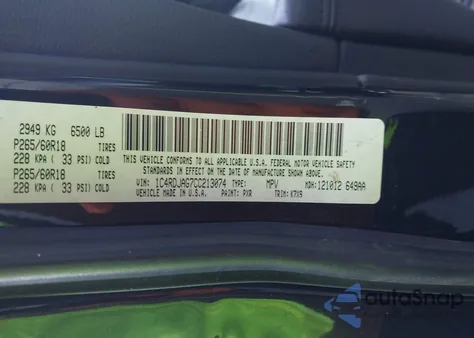 2949 KG 6500 LB
P265/60R18 TIRES
228 KPA ( 33 PSI) COLD
P265/60R18 TIRES
228 KPA ( 33 PSI) COLD
THIS VEHICLE CONFORMS TO ALL APPLICABLE U.S.A. FEDERAL MOTOR VEHICLE SAFETY
STANDARDS IN EFFECT ON THE DATE OF MANUFACTURE SHOWN ABOVE.
VIN: 1C4RDJAG7CC213074 TYPE: MPV MDH: 121012 649AA
VEHICLE MADE IN U.S.A. PAINT: PXR TRIM: K7X9
autoSnap